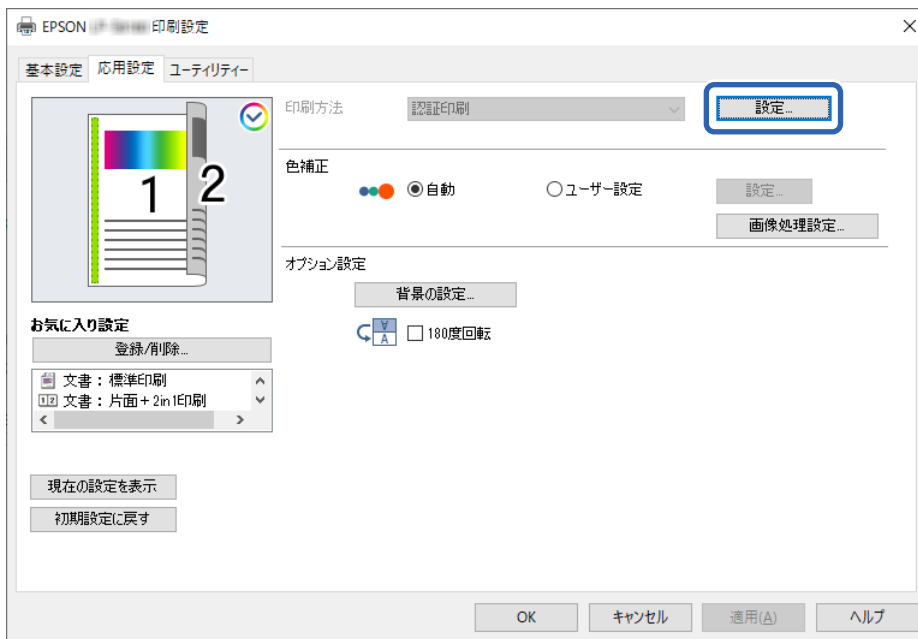 EPSON 印刷設定
基本設定 応用設定 ユーティリティー
印刷方法 認証印刷 設定...
色補正
自動 ユーザー設定 設定...
画像処理設定...
1 2
オプション設定
背景の設定...
A A 180度回転
お気に入り設定
登録/削除...
文書：標準印刷
12 文書：片面+2in1印刷
現在の設定を表示
初期設定に戻す
OK キャンセル 適用(A) ヘルプ